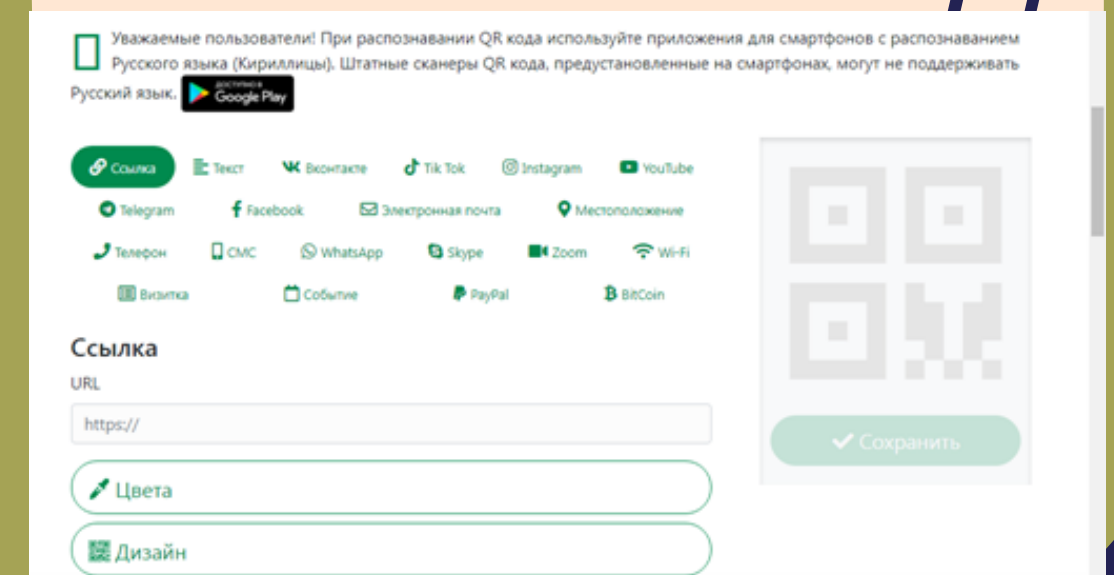 Уважаемые пользователи! При распознавании QR кода используйте приложения для смартфонов с распознаванием
Русского языка (Кириллицы). Штатные сканеры QR кода, предустановленные на смартфонах, могут не поддерживать
Русский язык. ДОСТУПНО В Google Play
Ссылка Текст Вконтакте Tik Tok Instagram YouTube
Telegram Facebook Электронная почта Местоположение
Телефон СМС WhatsApp Skype Zoom Wi-Fi
Визитка Событие PayPal BitCoin
Ссылка
URL
https://
Сохранить
Цвета
Дизайн